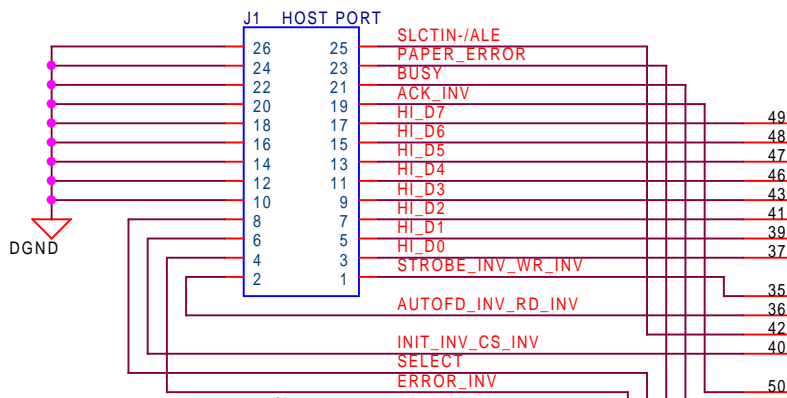 J1 HOST PORT
SLCTIN-/ALE
26 25
PAPER_ERROR
24 23
BUSY
22 21
ACK_INV
20 19
HI_D7
18 17 49
HI_D6
16 15 48
HI_D5
14 13 47
HI_D4
12 11 46
HI_D3
10 9 43
HI_D2
8 7 41
HI_D1
6 5 39
HI_D0
4 3 37
DGND
STROBE_INV_WR_INV
2 1
35
AUTOFD_INV_RD_INV
36
42
INIT_INV_CS_INV
40
SELECT
ERROR_INV
50